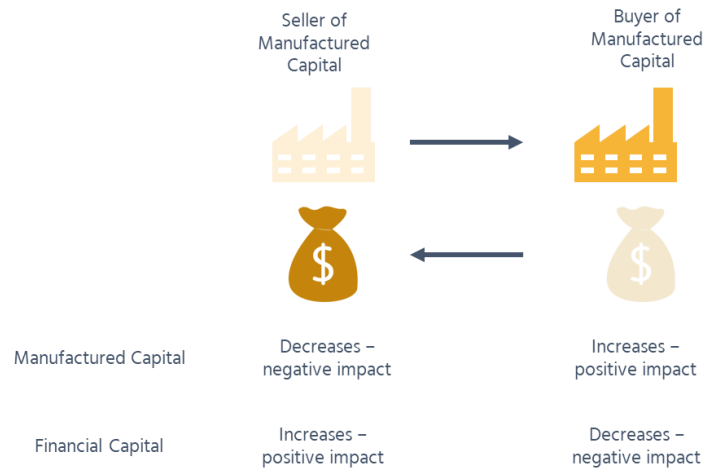 Seller of
Manufactured
Capital
Buyer of
Manufactured
Capital
$
$
Manufactured Capital
Decreases –
negative impact
Increases –
positive impact
Financial Capital
Increases –
positive impact
Decreases –
negative impact